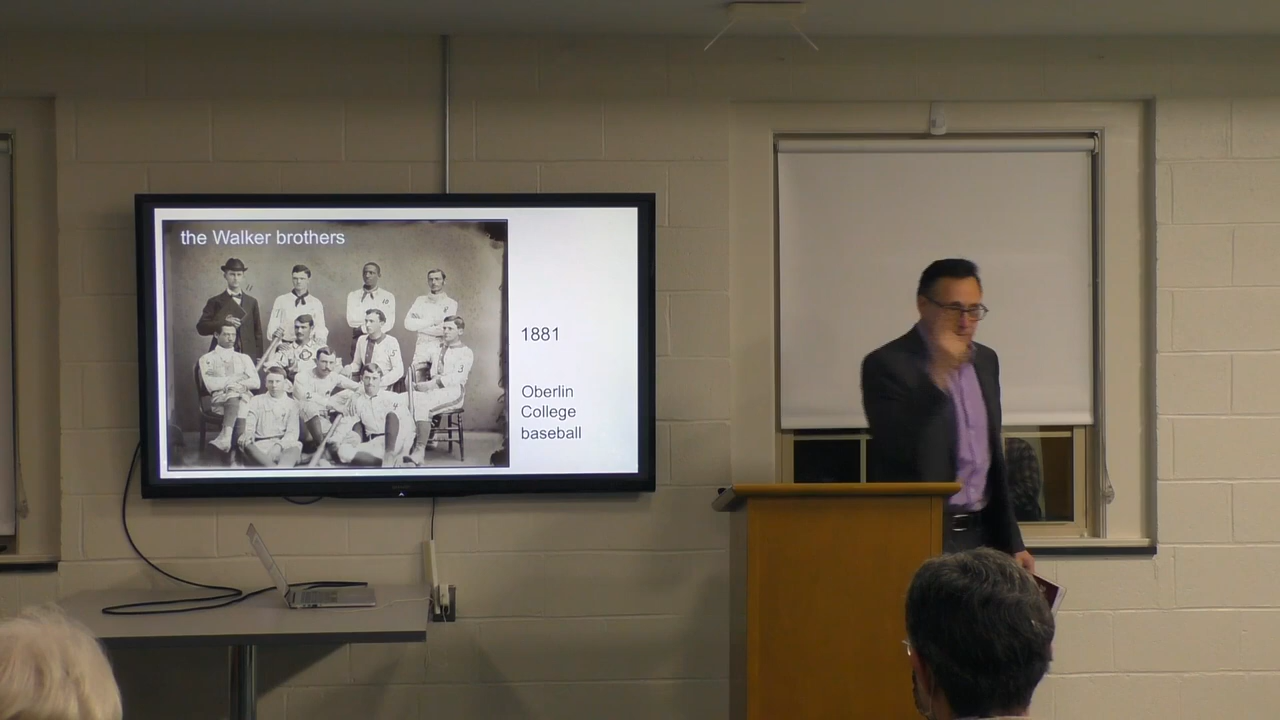 the Walker brothers
1881
Oberlin
College
baseball